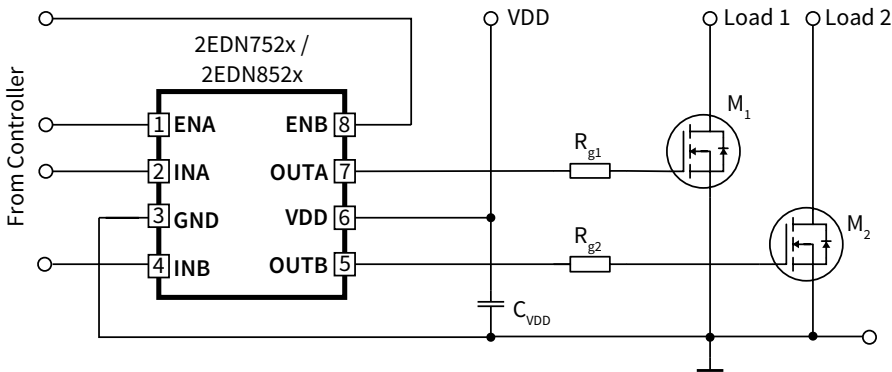 VDD
Load 1
Load 2
2EDN752x /
2EDN852x
From Controller
M1
1 ENA
ENB 8
Rg1
2 INA
OUTA 7
3 GND
VDD 6
Rg2
M2
4 INB
OUTB 5
CVDD